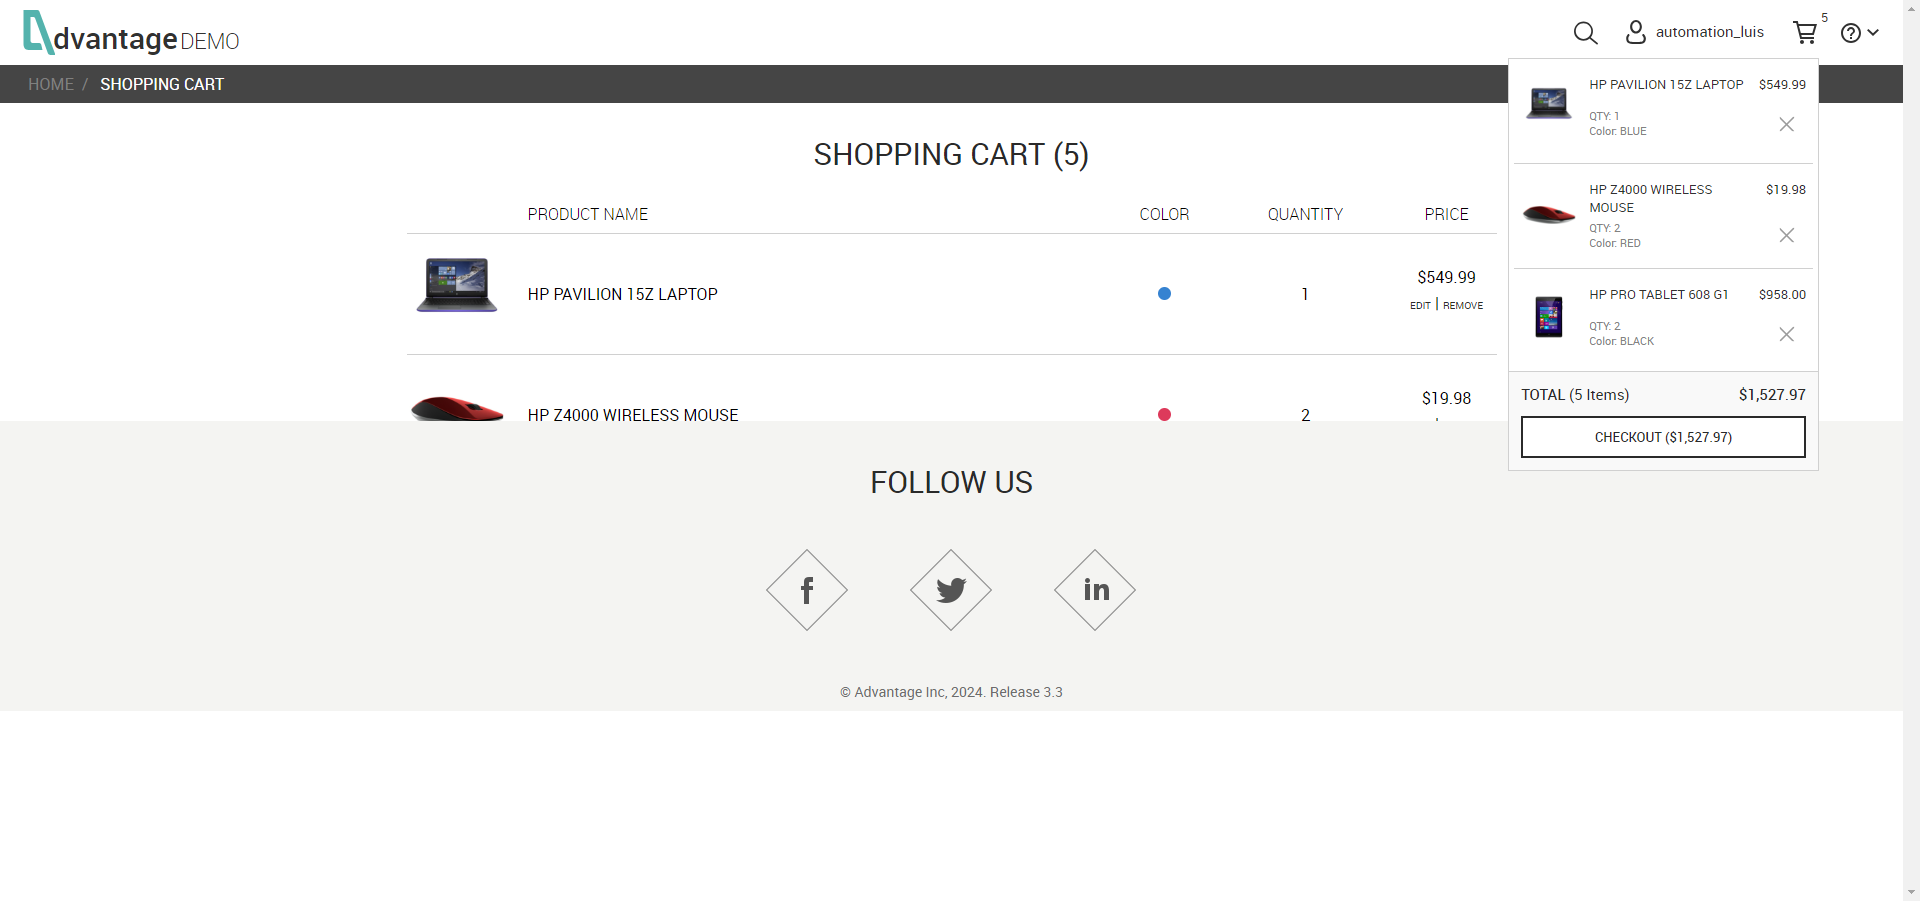 dvantage DEMO
automation_luis
5
HOME / SHOPPING CART
SHOPPING CART (5)
PRODUCT NAME COLOR QUANTITY PRICE
HP PAVILION 15Z LAPTOP 1 $549.99
EDIT | REMOVE
HP Z4000 WIRELESS MOUSE 2 $19.98
HP PAVILION 15Z LAPTOP $549.99
QTY: 1
Color: BLUE
HP Z4000 WIRELESS $19.98
MOUSE
QTY: 2
Color: RED
HP PRO TABLET 608 G1 $958.00
QTY: 2
Color: BLACK
TOTAL (5 Items) $1,527.97
CHECKOUT ($1,527.97)
FOLLOW US
f
in
© Advantage Inc, 2024. Release 3.3